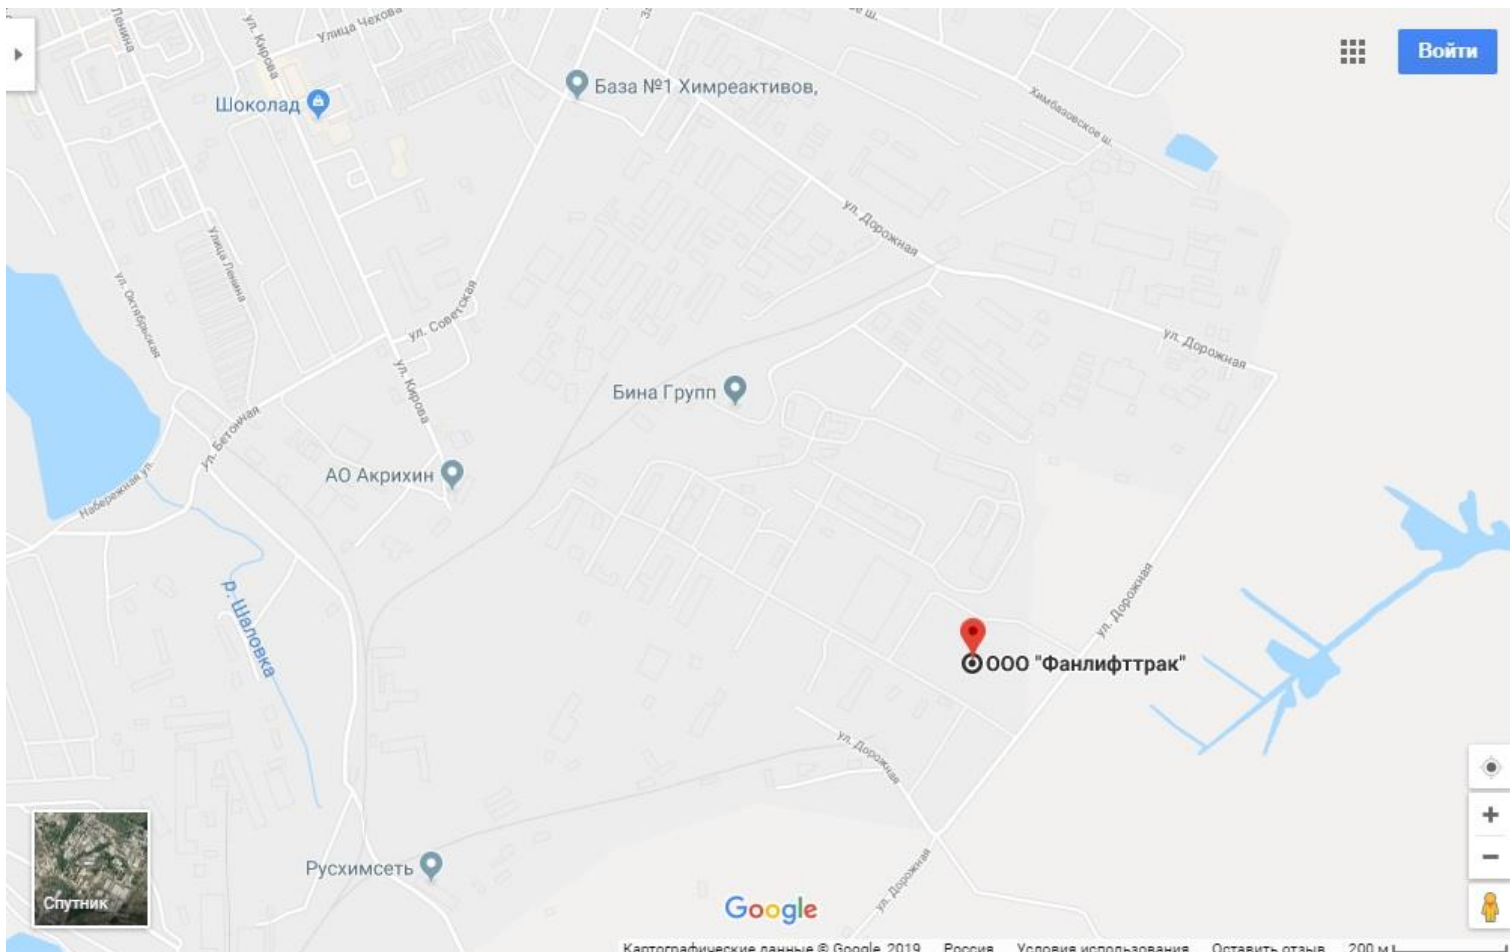 Ленина
ул. Кирова
Улица Чехова
е ш.
Войти
База №1 Химреактивов,
Шоколад
Химбазовское ш.
ул. Дорожная
Улица Ленина
ул. Октябрьская
ул. Советская
ул. Дорожная
ул. Кирова
Бина Групп
ул. Бетонная
АО Акрихин
Набережная ул.
р. Шаловка
ул. Дорожная
ООО "Фанлифттрак"
ул. Дорожная
Русхимсеть
ул. Дорожная
Спутник
Google
Картографические данные © Google, 2019 Россия Условия использования Оставить отзыв 200 м